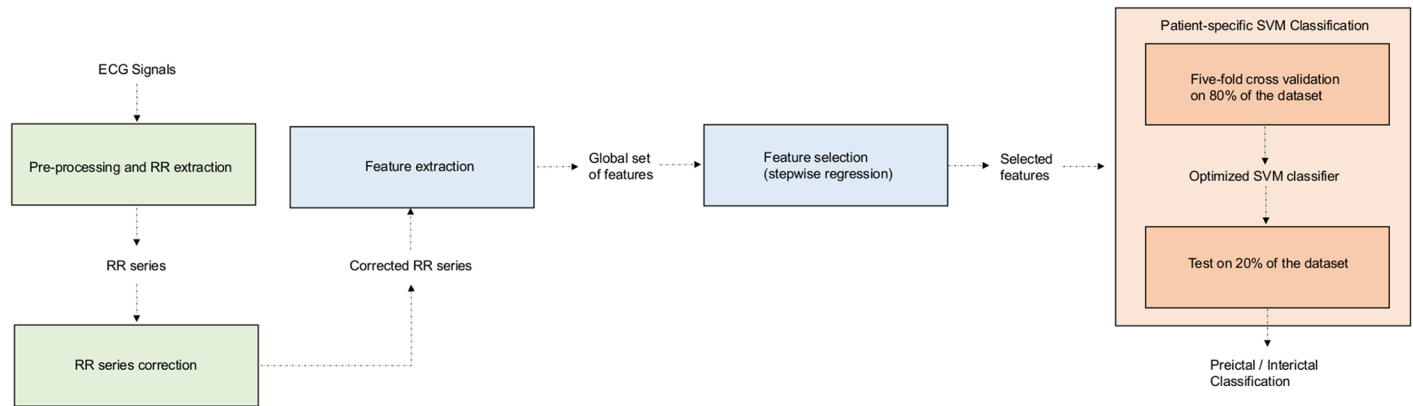 ECG Signals
Pre-processing and RR extraction
RR series
RR series correction
Corrected RR series
Feature extraction
Global set
of features
Feature selection
(stepwise regression)
Selected
features
Patient-specific SVM Classification
Five-fold cross validation
on 80% of the dataset
Optimized SVM classifier
Test on 20% of the dataset
Preictal / Interictal
Classification